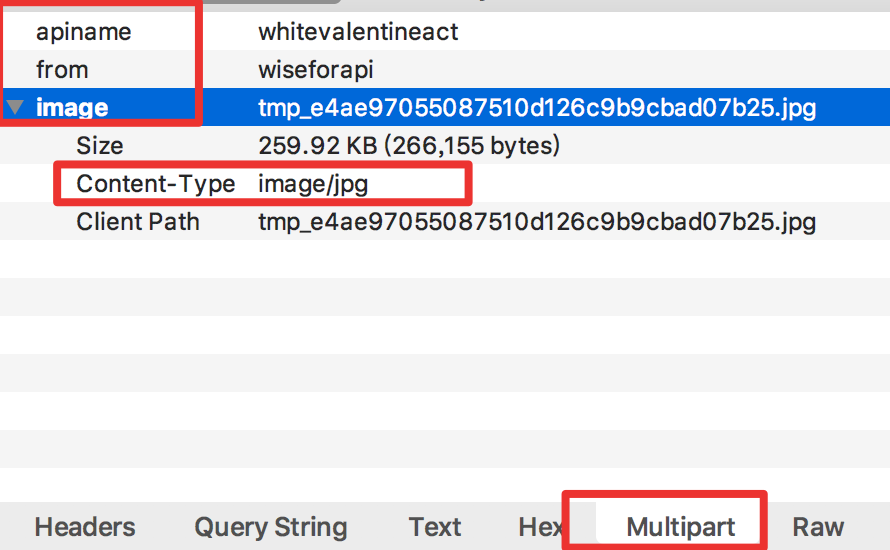 apiname whitevalentineact
from wiseforapi
image tmp_e4ae97055087510d126c9b9cbad07b25.jpg
Size 259.92 KB (266,155 bytes)
Content-Type image/jpg
Client Path tmp_e4ae97055087510d126c9b9cbad07b25.jpg
Headers Query String Text Hex Multipart Raw